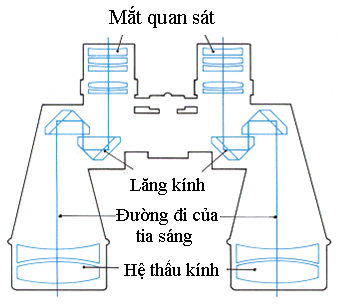 Mắt quan sát
Lăng kính
Đường đi của
tia sáng
Hệ thấu kính